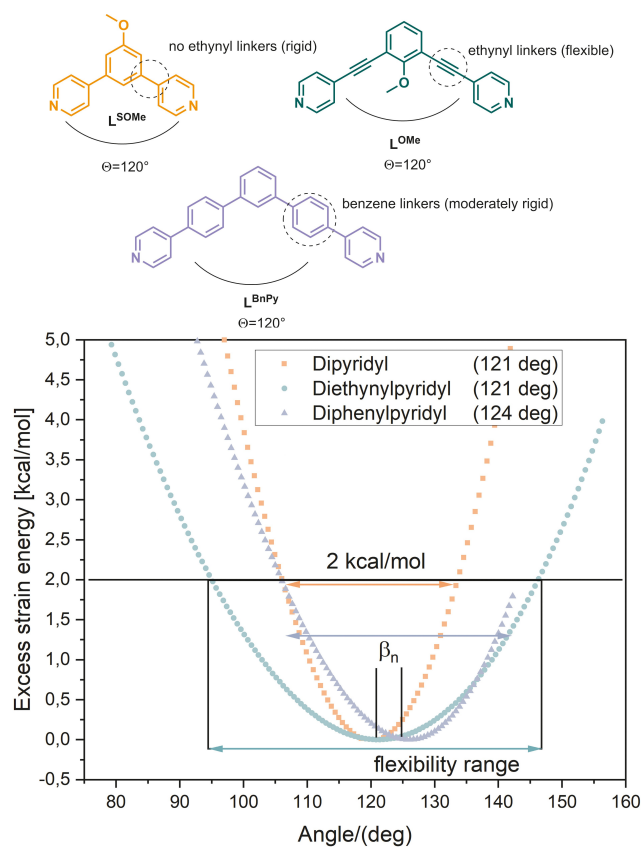 no ethynyl linkers (rigid)
O
N
N
L^SOMe
Θ=120°
ethynyl linkers (flexible)
O
N
N
L^OMe
Θ=120°
benzene linkers (moderately rigid)
N
N
L^BnPy
Θ=120°
Excess strain energy [kcal/mol]
5,0
4,5
4,0
3,5
3,0
2,5
2,0
1,5
1,0
0,5
0,0
-0,5
Dipyridyl (121 deg)
Diethynylpyridyl (121 deg)
Diphenylpyridyl (124 deg)
2 kcal/mol
βn
flexibility range
80 90 100 110 120 130 140 150 160
Angle/(deg)